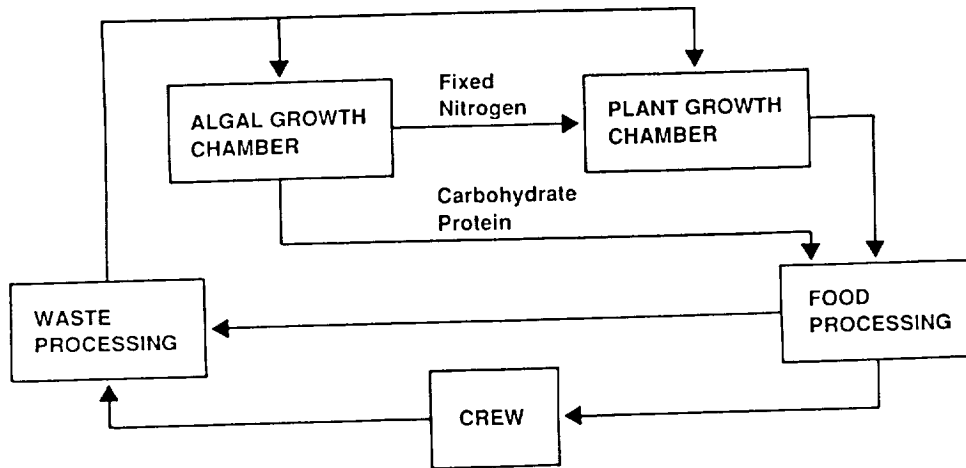 ALGAL GROWTH
CHAMBER
Fixed
Nitrogen
PLANT GROWTH
CHAMBER
Carbohydrate
Protein
WASTE
PROCESSING
FOOD
PROCESSING
CREW